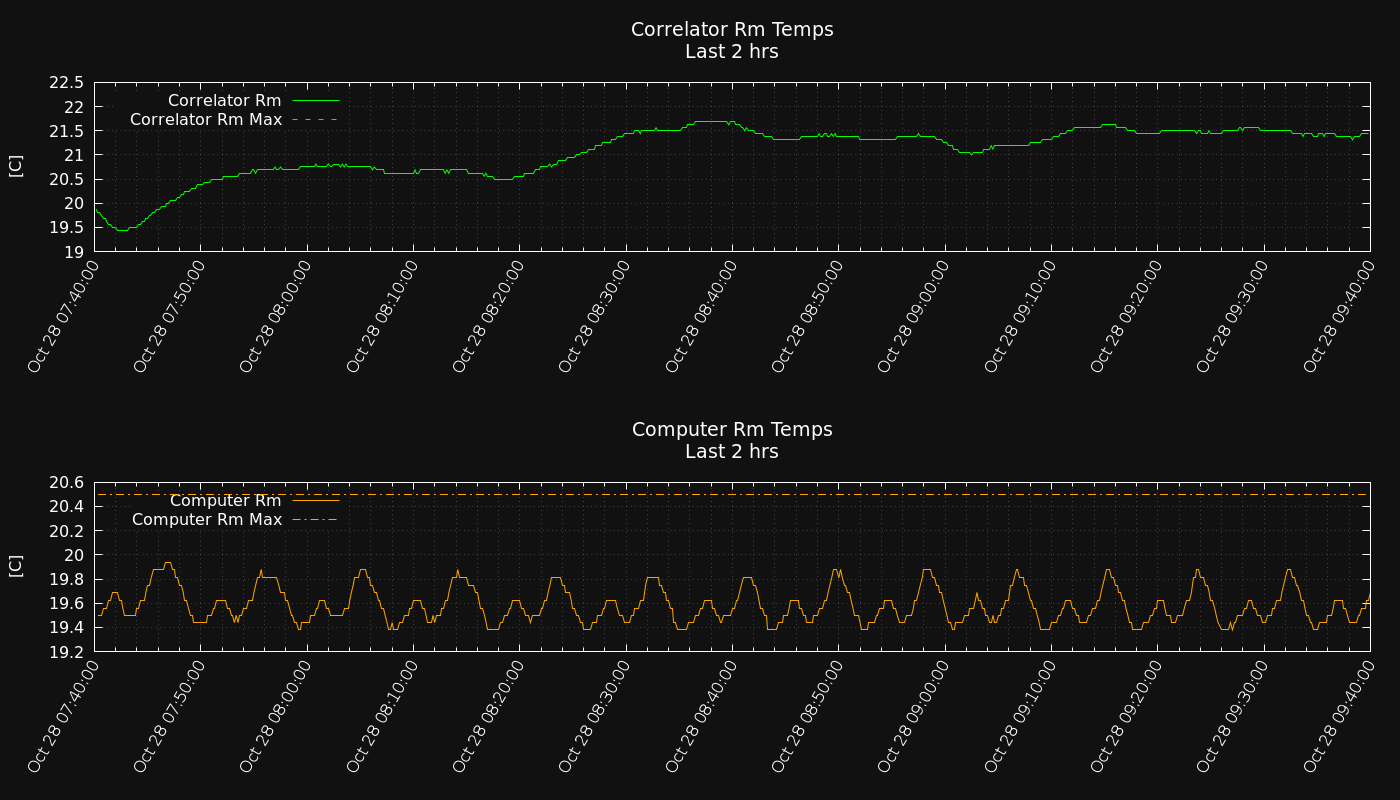 Correlator Rm Temps
Last 2 hrs
22.5
22
21.5
21
20.5
20
19.5
19
[C]
Correlator Rm
Correlator Rm Max
Oct 28 07:40:00
Oct 28 07:50:00
Oct 28 08:00:00
Oct 28 08:10:00
Oct 28 08:20:00
Oct 28 08:30:00
Oct 28 08:40:00
Oct 28 08:50:00
Oct 28 09:00:00
Oct 28 09:10:00
Oct 28 09:20:00
Oct 28 09:30:00
Oct 28 09:40:00
Computer Rm Temps
Last 2 hrs
20.6
20.4
20.2
20
19.8
19.6
19.4
19.2
[C]
Computer Rm
Computer Rm Max
Oct 28 07:40:00
Oct 28 07:50:00
Oct 28 08:00:00
Oct 28 08:10:00
Oct 28 08:20:00
Oct 28 08:30:00
Oct 28 08:40:00
Oct 28 08:50:00
Oct 28 09:00:00
Oct 28 09:10:00
Oct 28 09:20:00
Oct 28 09:30:00
Oct 28 09:40:00